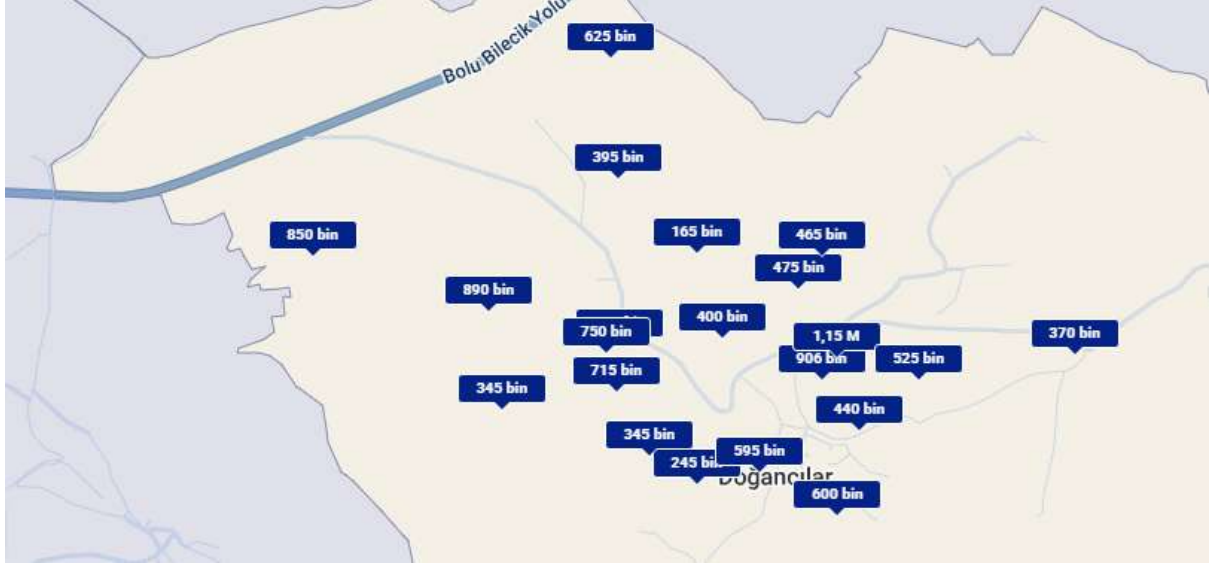 625 bin
Bolu Bilecik Yolu
395 bin
165 bin
850 bin
465 bin
475 bin
890 bin
400 bin
750 bin
1,15 M
370 bin
906 bin
525 bin
715 bin
345 bin
440 bin
345 bin
595 bin
245 bin
Doğancılar
600 bin